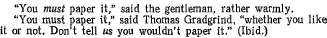 “You must paper it,” said the gentleman, rather warmly.
“You must paper it,” said Thomas Gradgrind, “whether you like
it or not. Don't tell us you wouldn't paper it.” (Ibid.)